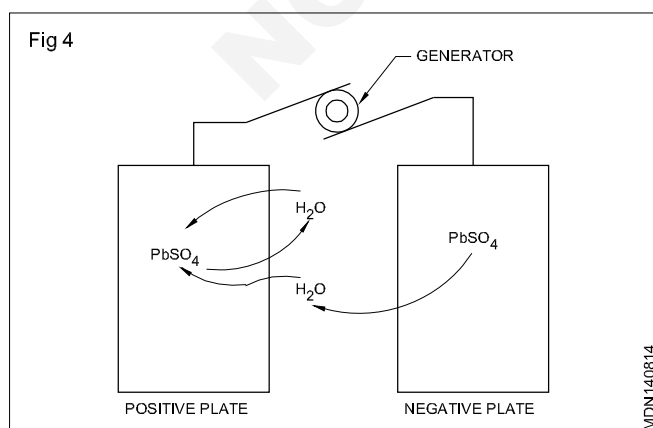 Fig 4
GENERATOR
H₂O
PbSO₄
PbSO₄
H₂O
POSITIVE PLATE
NEGATIVE PLATE
MDN140814